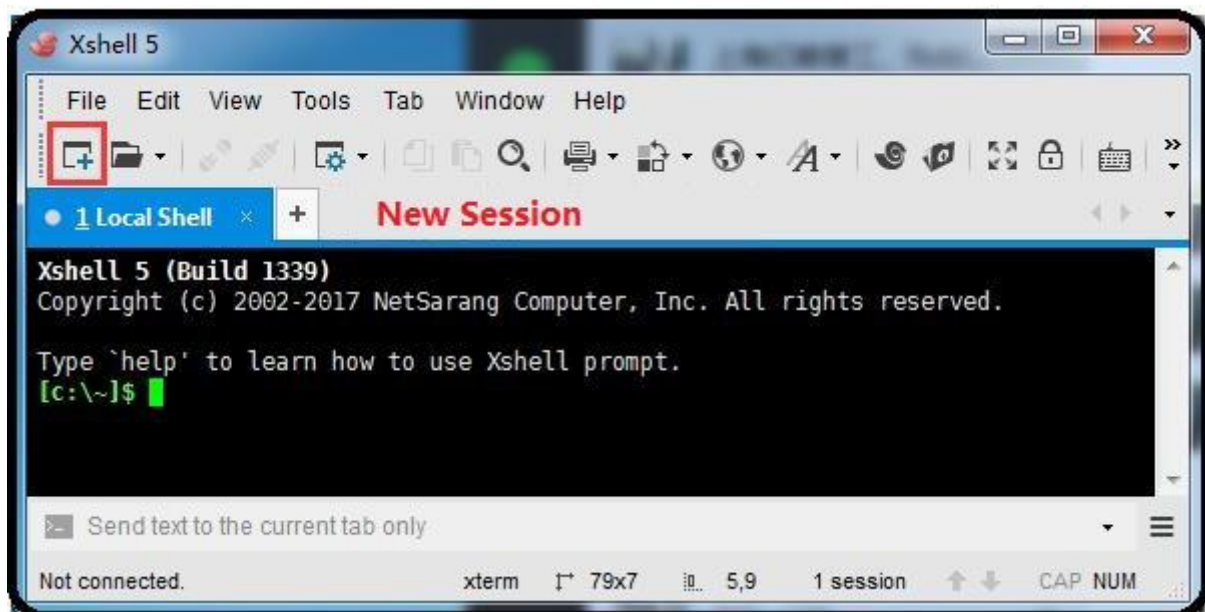 Xshell 5
File Edit View Tools Tab Window Help
1 Local Shell × + New Session
Xshell 5 (Build 1339)
Copyright (c) 2002-2017 NetSarang Computer, Inc. All rights reserved.
Type `help' to learn how to use Xshell prompt.
[c:\~]$
Send text to the current tab only
Not connected. xterm 79x7 5,9 1 session CAP NUM